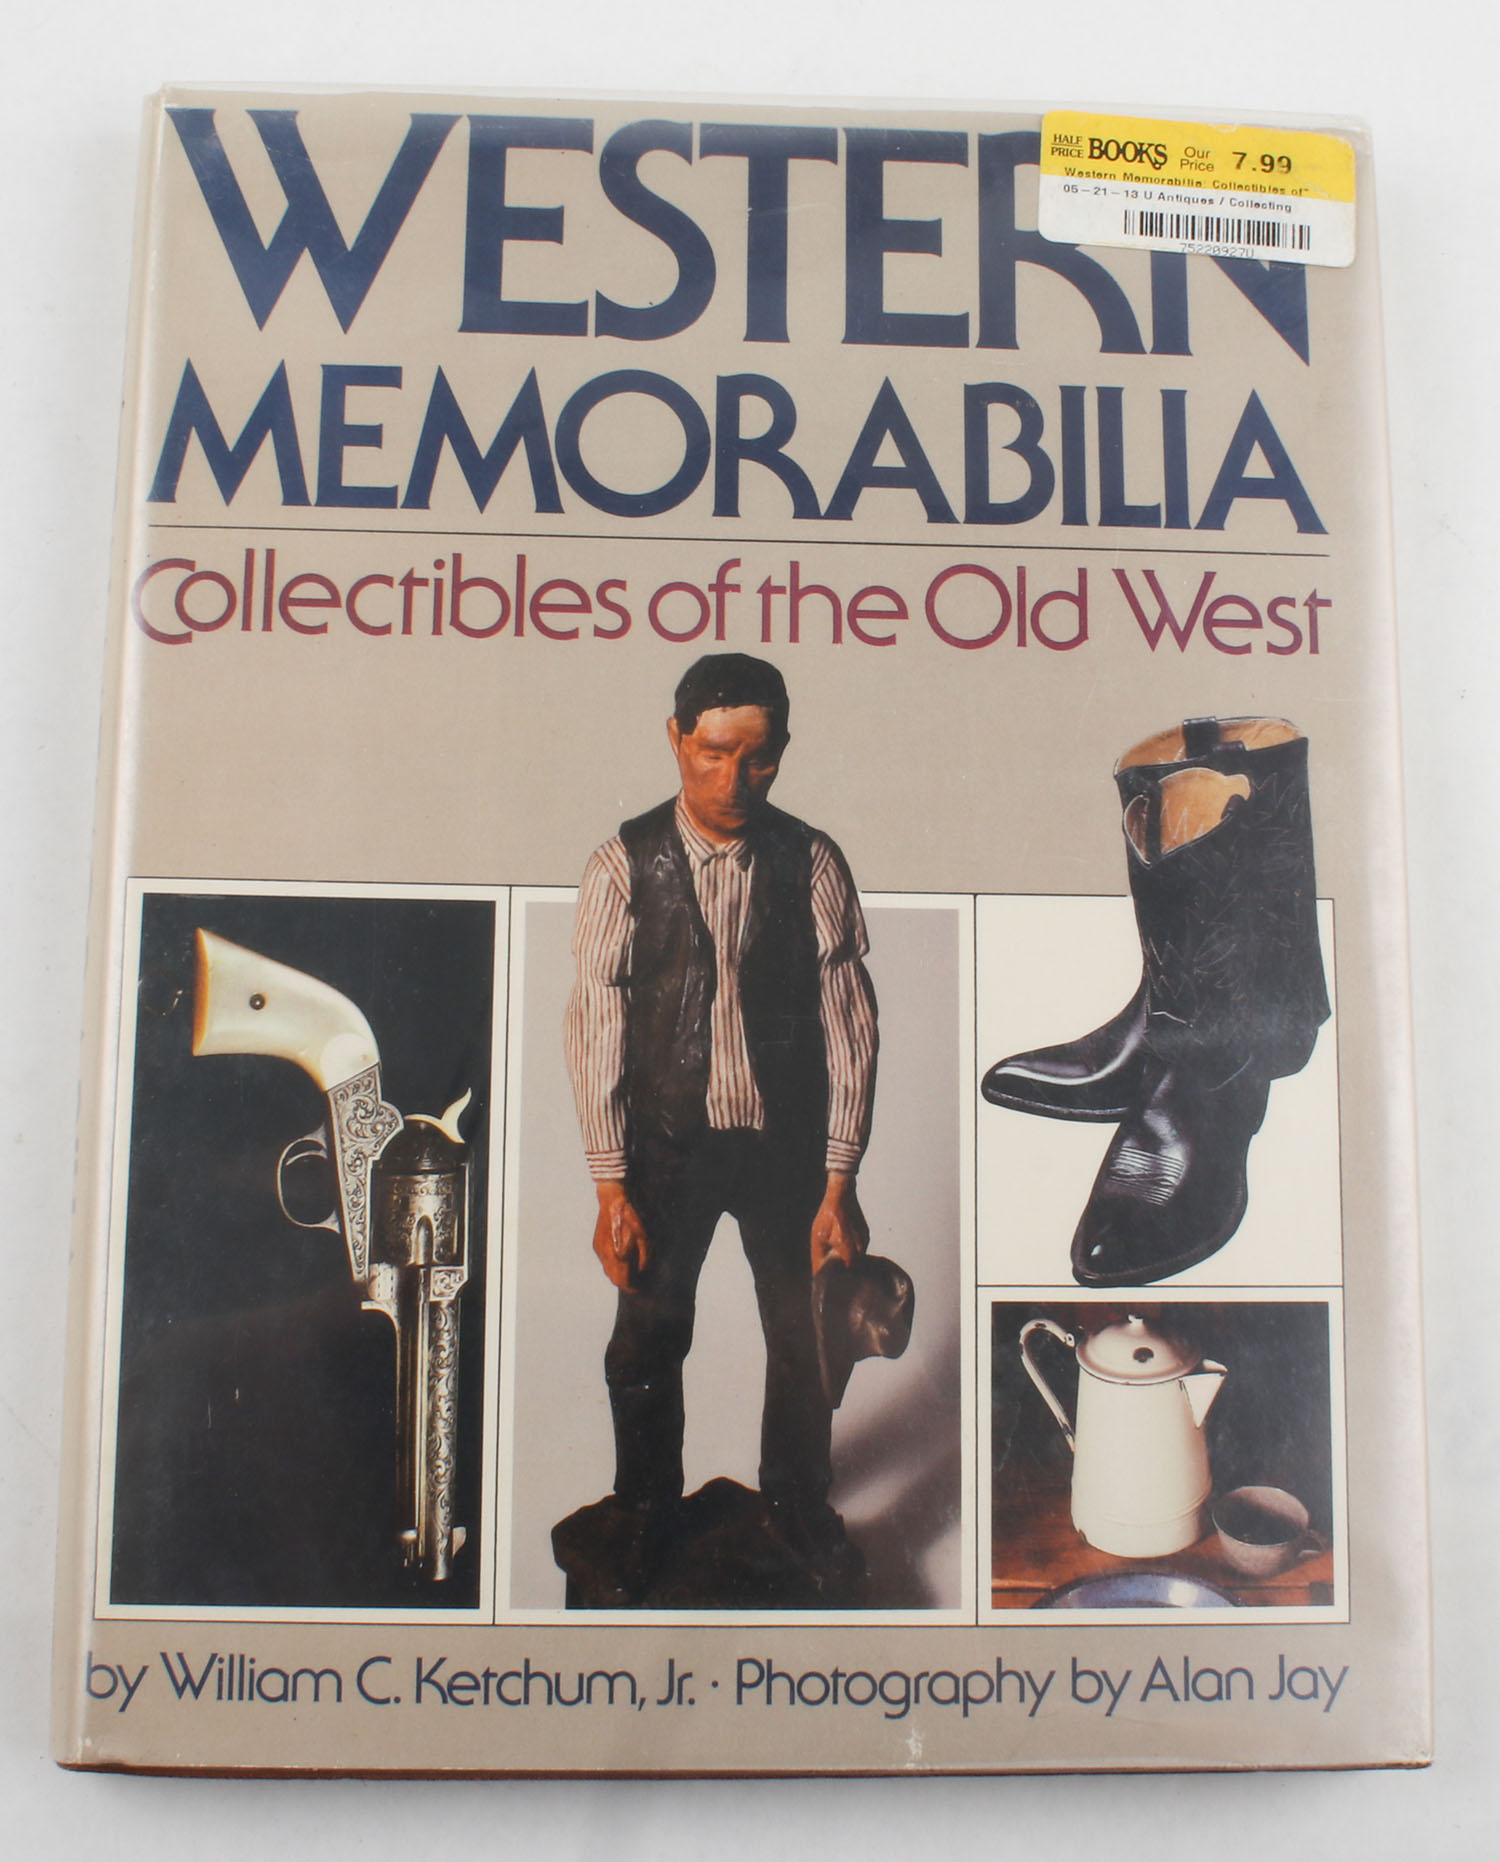 WESTERN
MEMORABILIA
Collectibles of the Old West
HALF PRICE BOOKS Our Price 7.99
Western Memorabilia: Collectibles of~
05-21-13 U Antiques / Collecting
75220927U
by William C. Ketchum, Jr. · Photography by Alan Jay